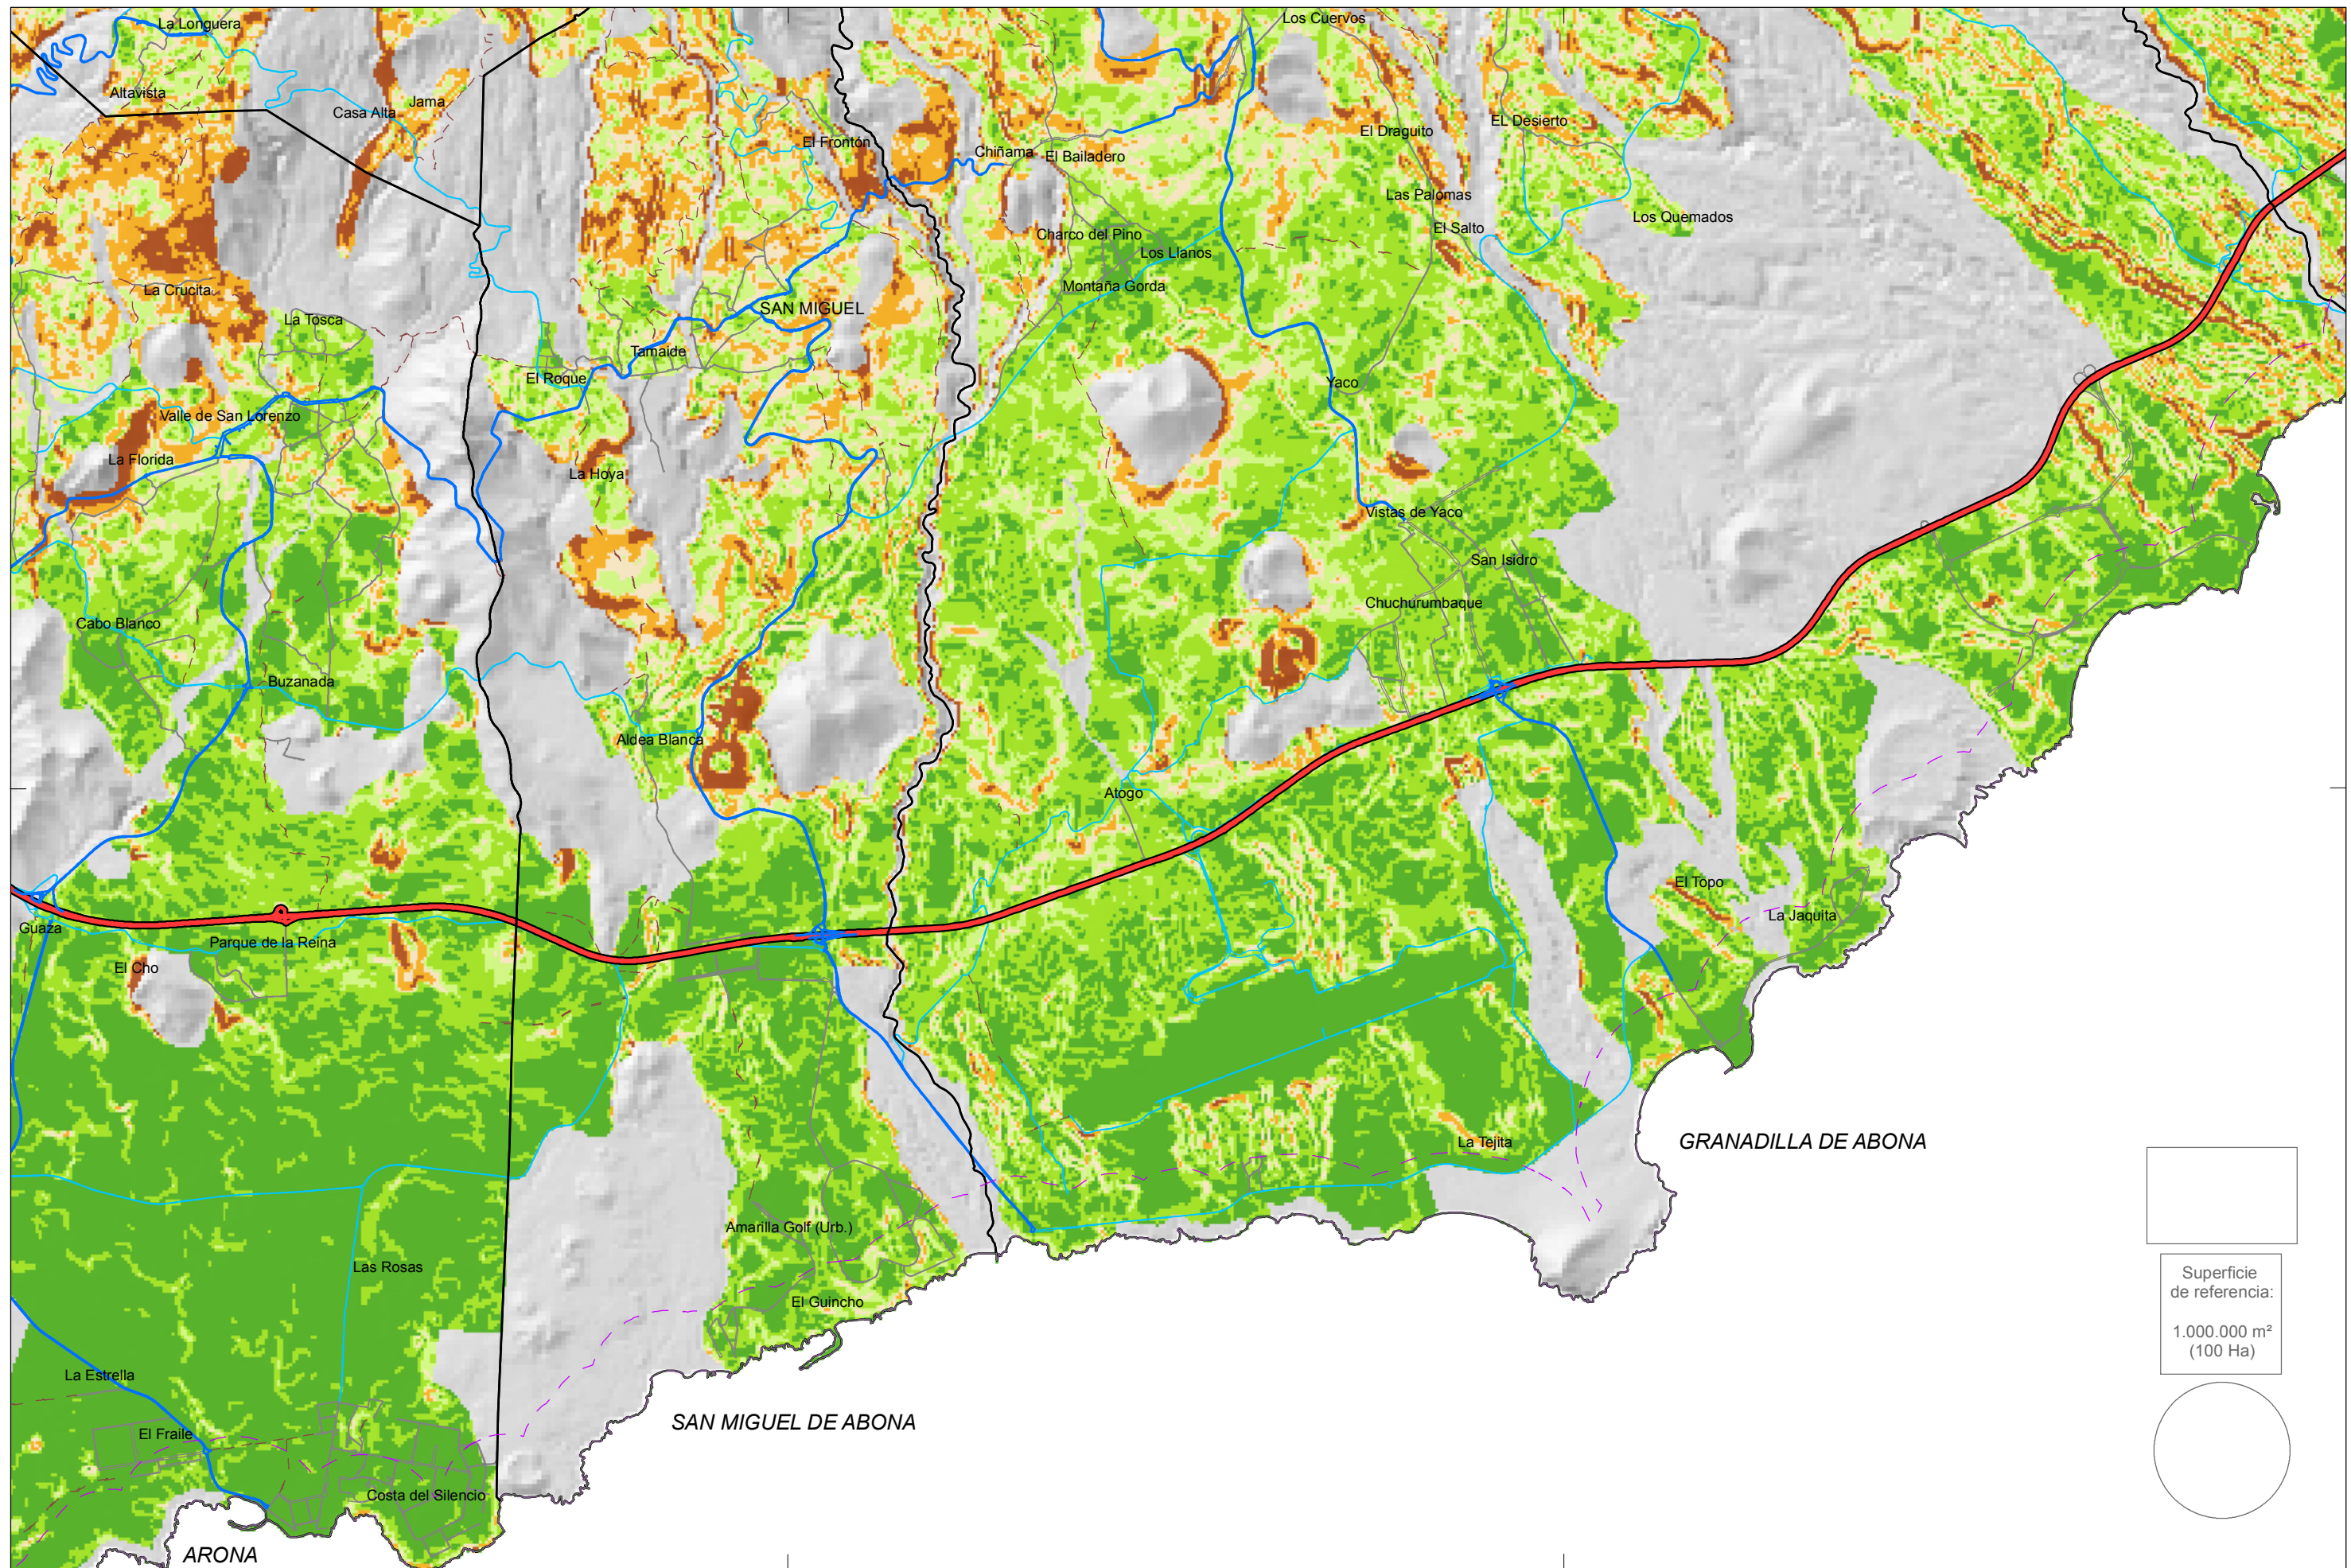 La Longuera
Los Cuervos
Altavista
Jama
Casa Alta
EL Desierto
El Draguito
El Frontón
Chiñama
El Bailadero
Las Palomas
Los Quemados
El Salto
Charco del Pino
Los Llanos
La Crucita
Montaña Gorda
SAN MIGUEL
La Tosca
Tamaide
El Roque
Yaco
Valle de San Lorenzo
La Florida
La Hoya
Vistas de Yaco
San Isidro
Chuchurumbaque
Cabo Blanco
Buzanada
Aldea Blanca
Atogo
El Topo
La Jaquita
Guaza
Parque de la Reina
El Cho
La Tejita
GRANADILLA DE ABONA
Amarilla Golf (Urb.)
Las Rosas
El Guincho
Superficie
de referencia:
1.000.000 m²
(100 Ha)
La Estrella
SAN MIGUEL DE ABONA
El Fraile
Costa del Silencio
ARONA